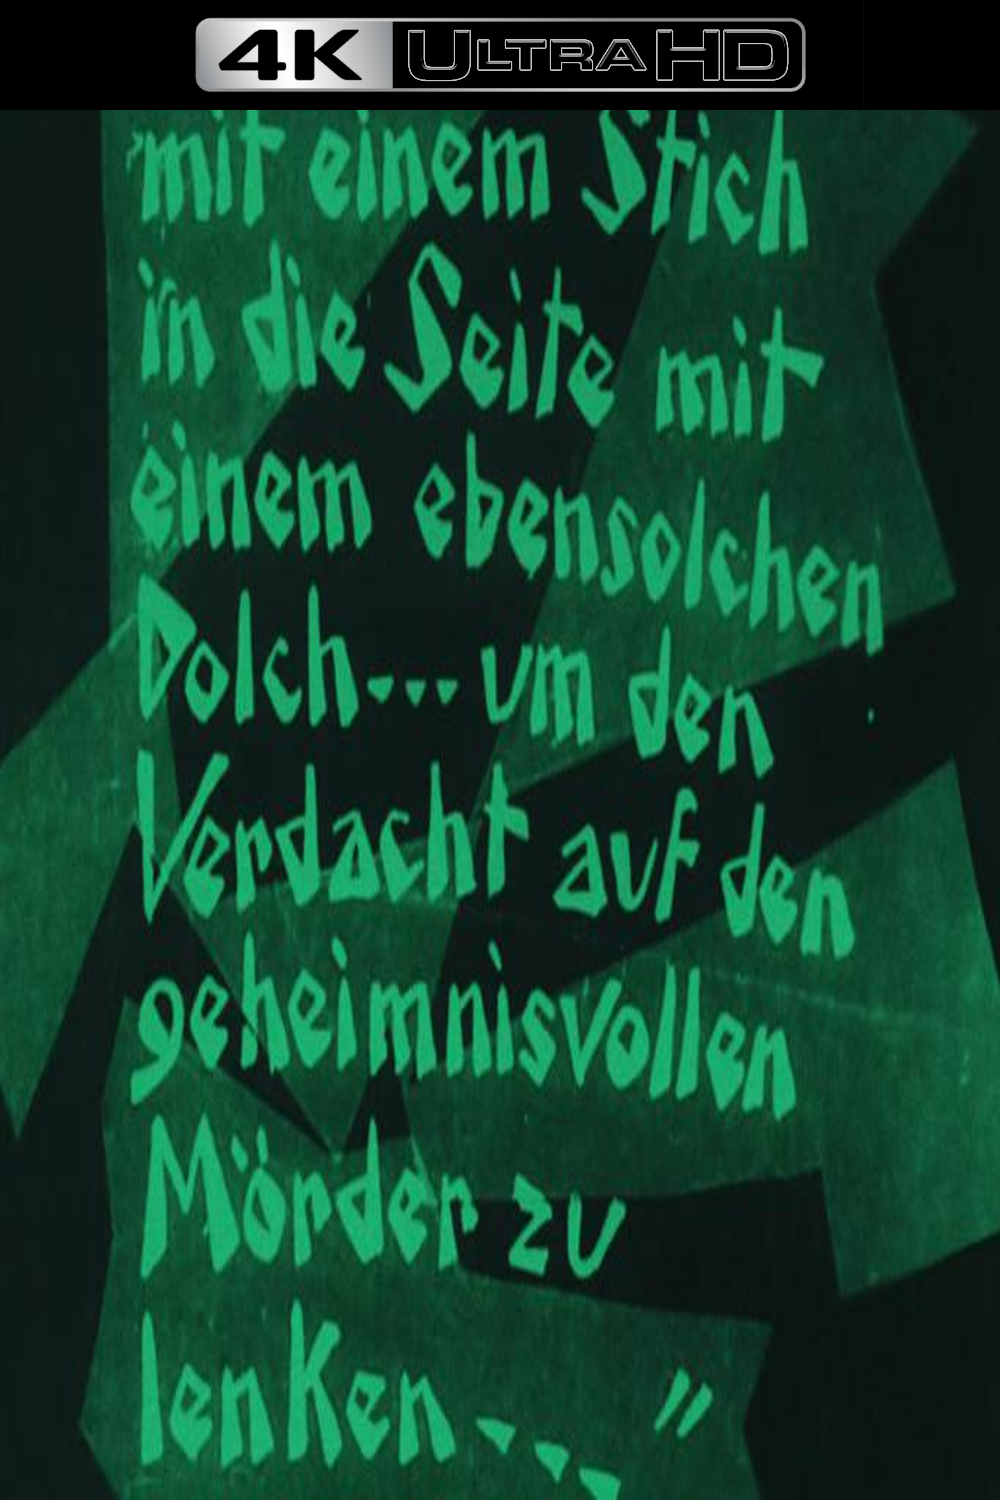 4K ULTRA HD
"mit einem Stich
in die Seite mit
einem ebensolchen
Dolch... um den
Verdacht auf den
geheimnisvollen
Mörder zu
lenken..."